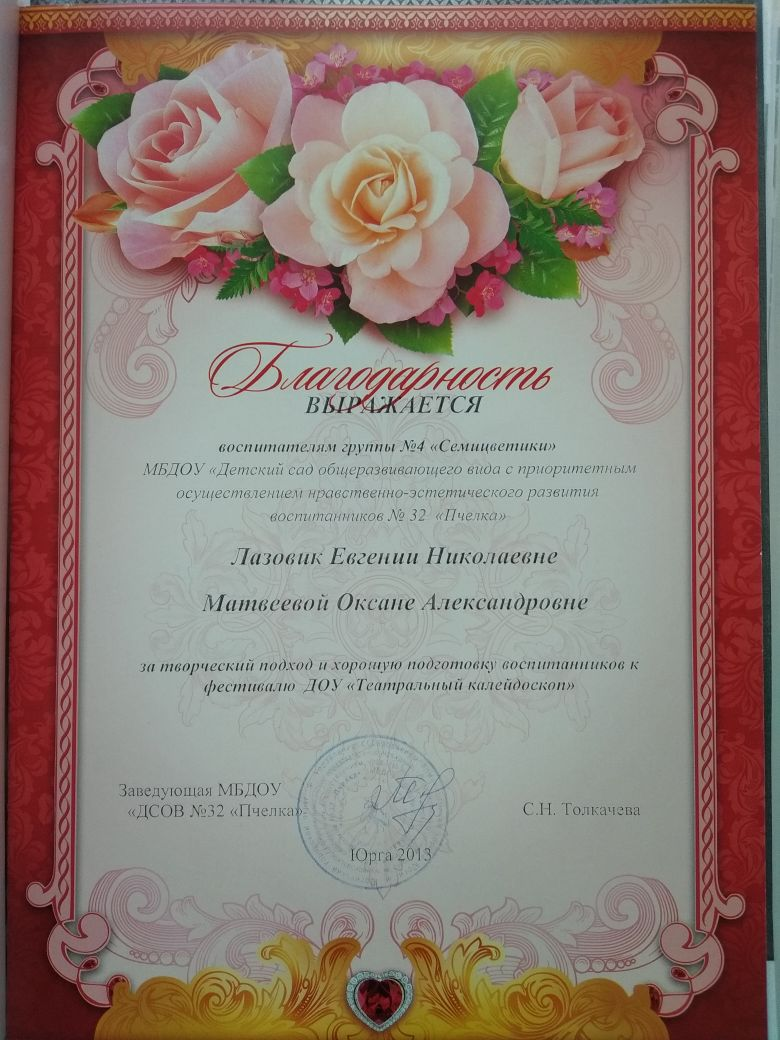 Благодарность
ВЫРАЖАЕТСЯ
воспитателям группы №4 «Семицветики»
МБДОУ «Детский сад общеразвивающего вида с приоритетным
осуществлением нравственно-эстетического развития
воспитанников № 32 «Пчелка»
Лазовик Евгении Николаевне
Матвеевой Оксане Александровне
за творческий подход и хорошую подготовку воспитанников к
фестивалю ДОУ «Театральный калейдоскоп»
Заведующая МБДОУ
«ДСОВ №32 «Пчелка»
С.Н. Толкачева
Юрга 2013